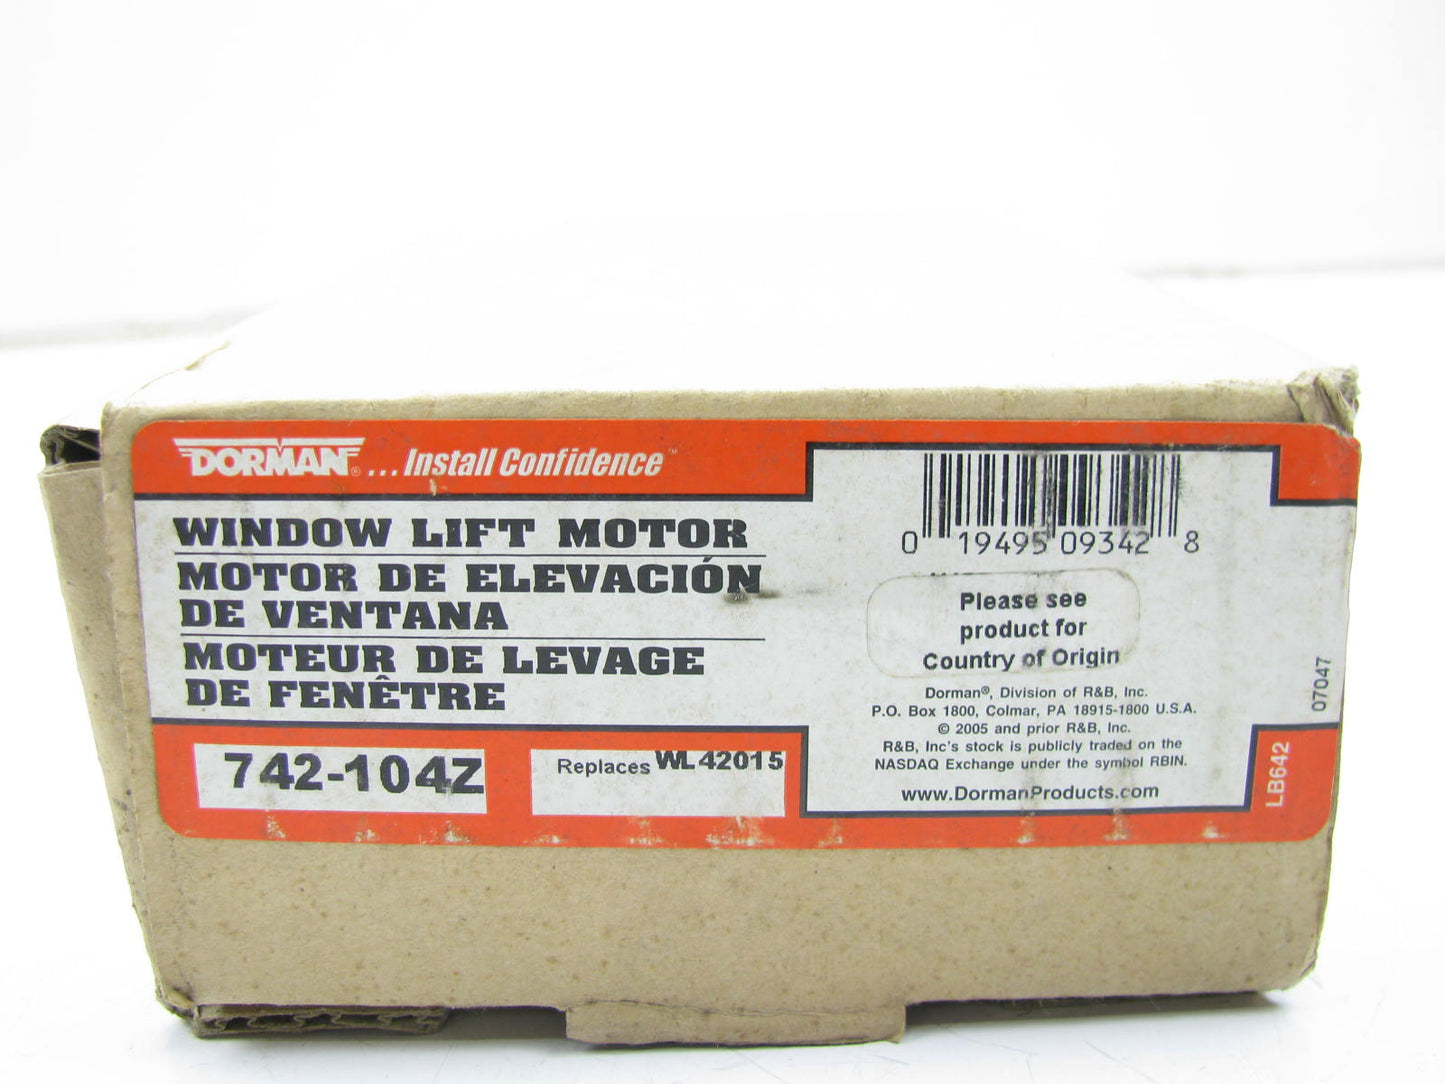 DORMAN® ...Install Confidence™
WINDOW LIFT MOTOR
MOTOR DE ELEVACIÓN
DE VENTANA
MOTEUR DE LEVAGE
DE FENÊTRE
742-104Z
Replaces WL42015
0 19495 09342 8
Please see
product for
Country of Origin
Dorman®, Division of R&B, Inc.
P.O. Box 1800, Colmar, PA 18915-1800 U.S.A.
© 2005 and prior R&B, Inc.
R&B, Inc's stock is publicly traded on the
NASDAQ Exchange under the symbol RBIN.
www.DormanProducts.com
07047
LB642